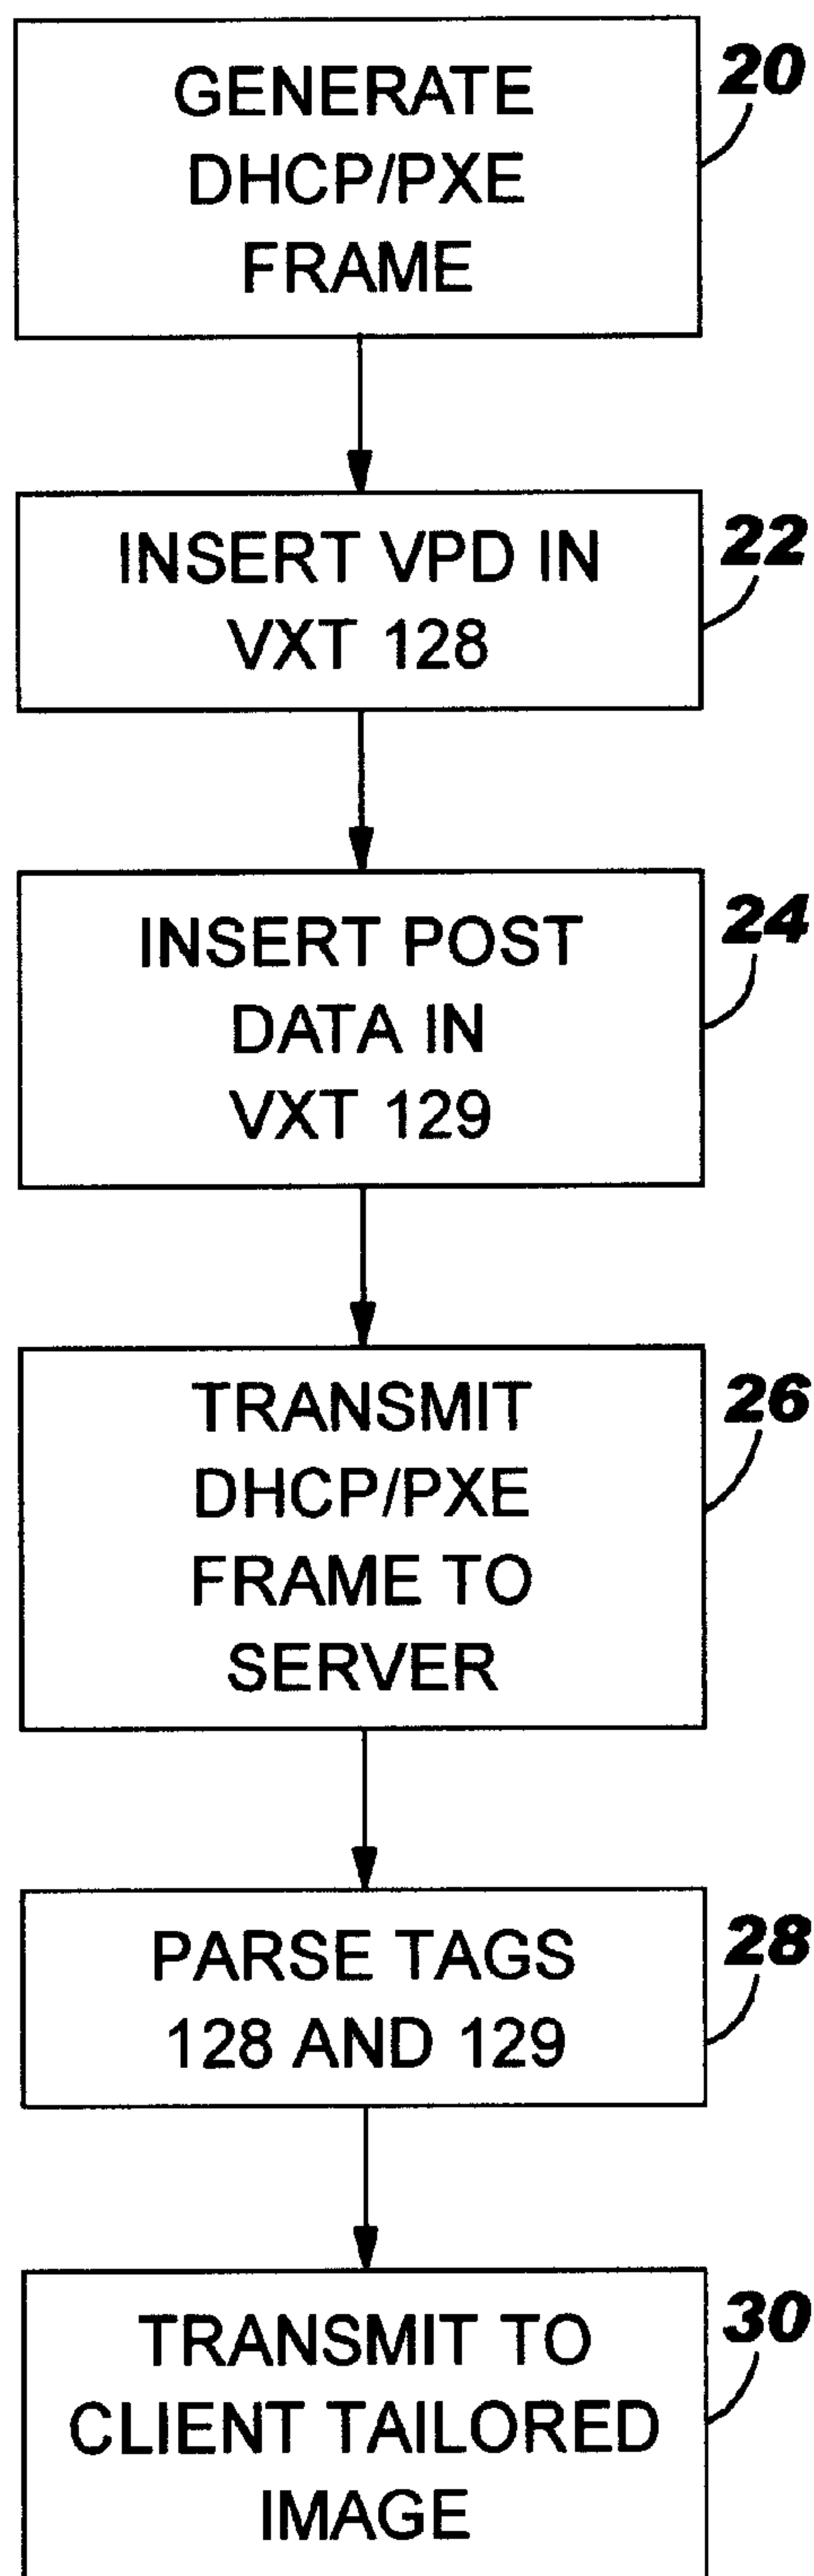 GENERATE
DHCP/PXE
FRAME
20
INSERT VPD IN
VXT 128
22
INSERT POST
DATA IN
VXT 129
24
TRANSMIT
DHCP/PXE
FRAME TO
SERVER
26
PARSE TAGS
128 AND 129
28
TRANSMIT TO
CLIENT TAILORED
IMAGE
30